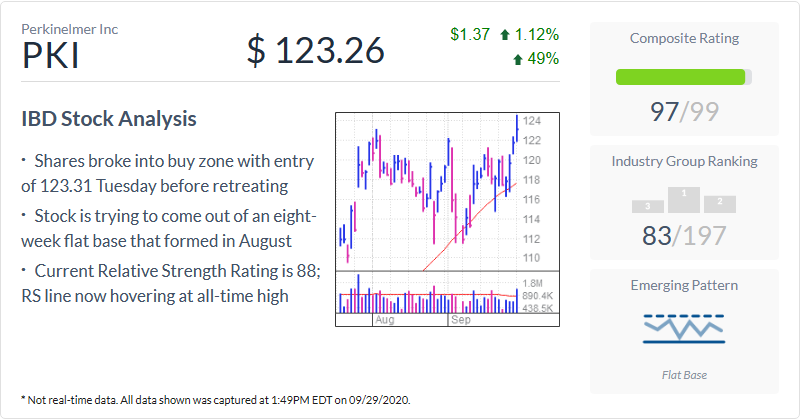 Perkinelmer Inc
PKI
$ 123.26
$1.37 1.12%
49%
IBD Stock Analysis
· Shares broke into buy zone with entry
of 123.31 Tuesday before retreating
· Stock is trying to come out of an eight-
week flat base that formed in August
· Current Relative Strength Rating is 88;
RS line now hovering at all-time high
124
122
120
118
116
114
112
110
1.8M
890.4K
438.5K
Aug
Sep
Composite Rating
97/99
Industry Group Ranking
3
1
2
83/197
Emerging Pattern
Flat Base
* Not real-time data. All data shown was captured at 1:49PM EDT on 09/29/2020.